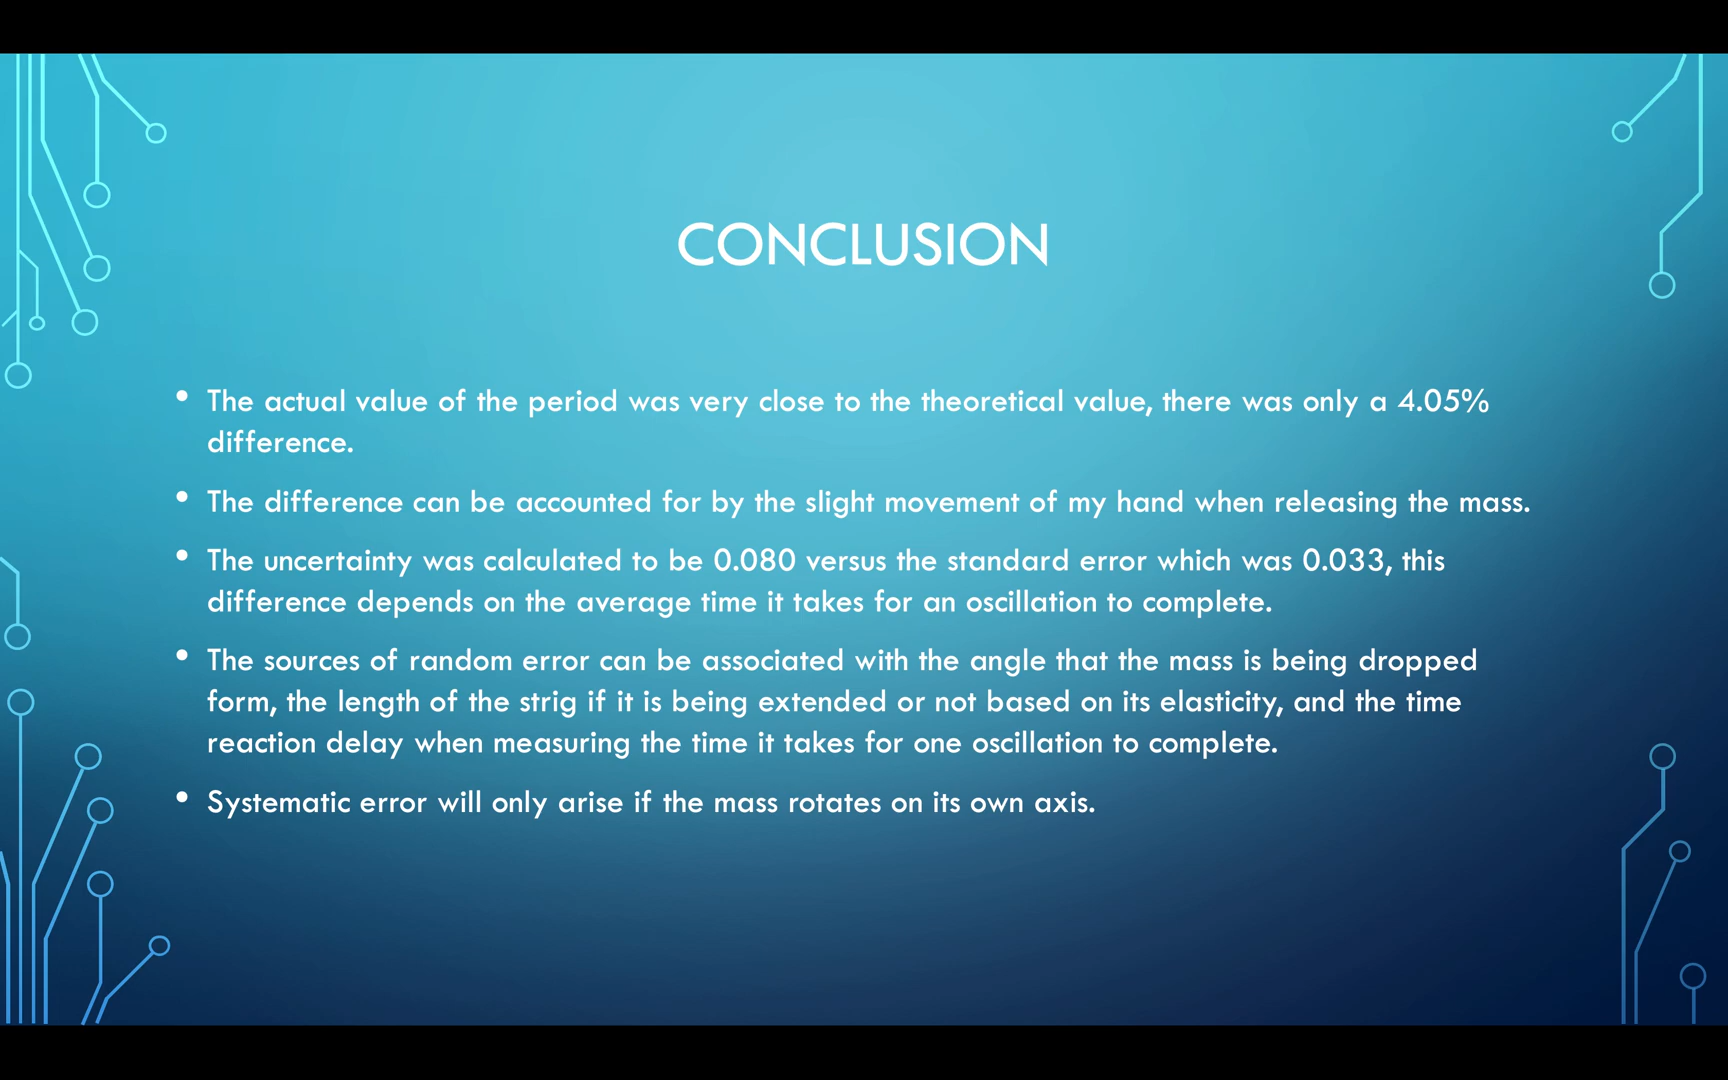 CONCLUSION
• The actual value of the period was very close to the theoretical value, there was only a 4.05%
difference.
• The difference can be accounted for by the slight movement of my hand when releasing the mass.
• The uncertainty was calculated to be 0.080 versus the standard error which was 0.033, this
difference depends on the average time it takes for an oscillation to complete.
• The sources of random error can be associated with the angle that the mass is being dropped
form, the length of the strig if it is being extended or not based on its elasticity, and the time
reaction delay when measuring the time it takes for one oscillation to complete.
• Systematic error will only arise if the mass rotates on its own axis.